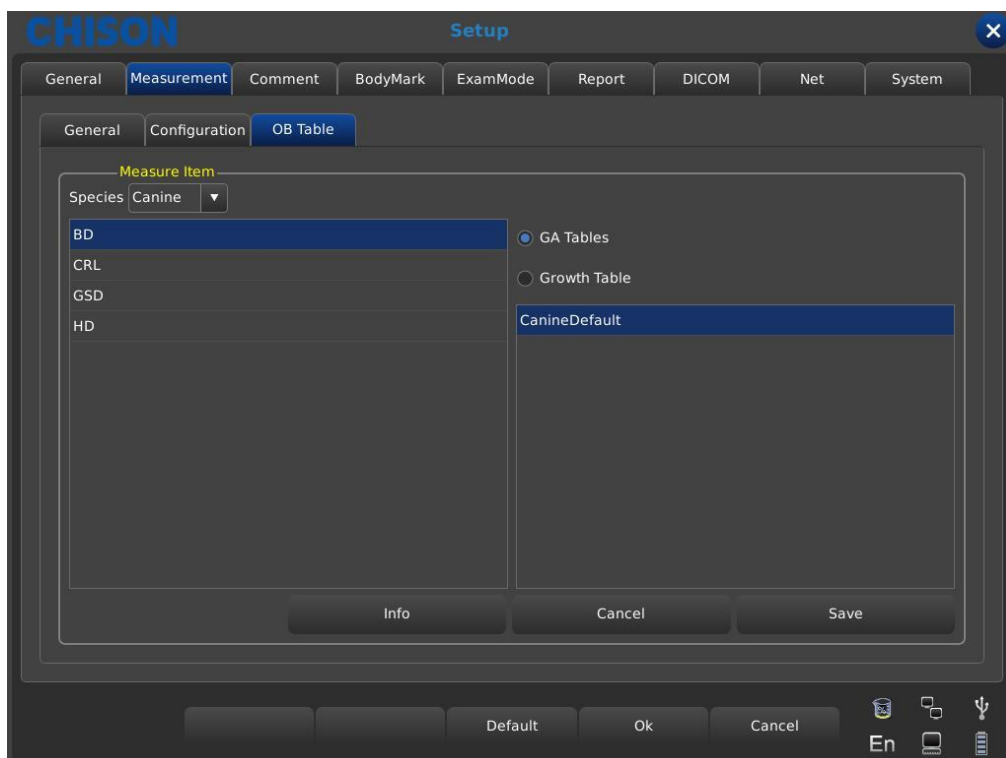 CHISON Setup
General Measurement Comment BodyMark ExamMode Report DICOM Net System
General Configuration OB Table
Measure Item
Species Canine
BD
CRL
GSD
HD
GA Tables
Growth Table
CanineDefault
Info Cancel Save
Default Ok Cancel
En